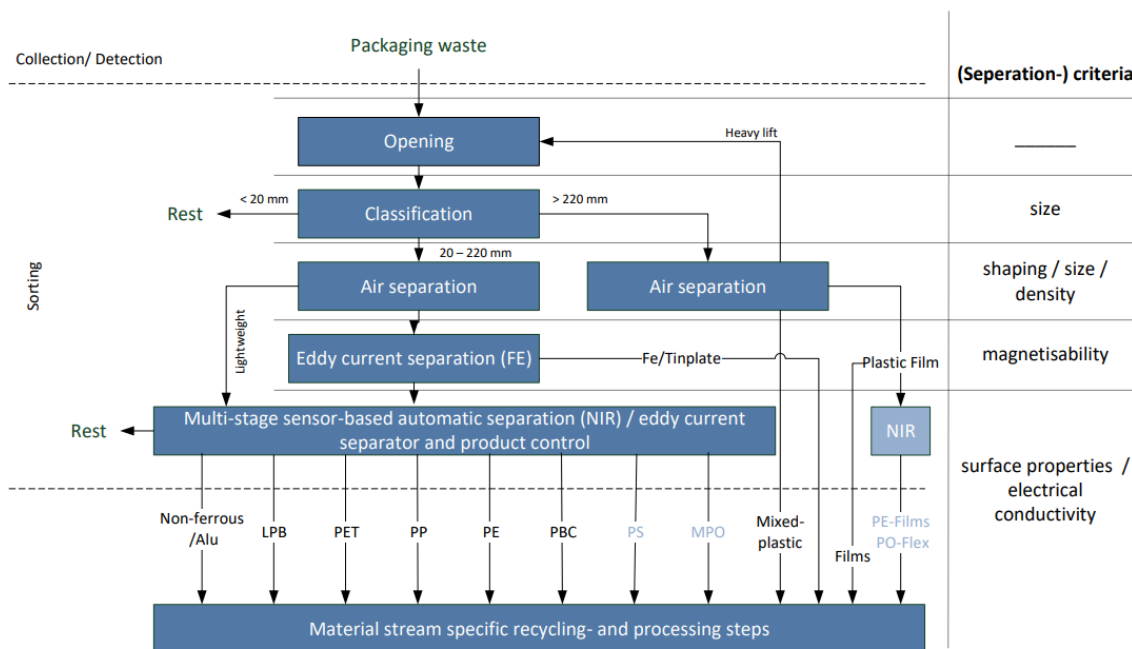 Packaging waste
Collection/ Detection
(Seperation-) criteria
Heavy lift
Opening
______
< 20 mm
> 220 mm
Rest
Classification
size
20 – 220 mm
Sorting
Air separation
Air separation
shaping / size /
density
Lightweight
Eddy current separation (FE)
Fe/Tinplate
Plastic Film
magnetisability
Multi-stage sensor-based automatic separation (NIR) / eddy current
separator and product control
Rest
NIR
surface properties /
electrical
conductivity
Non-ferrous
/Alu
LPB
PET
PP
PE
PBC
PS
MPO
Mixed-
plastic
Films
PE-Films
PO-Flex
Material stream specific recycling- and processing steps